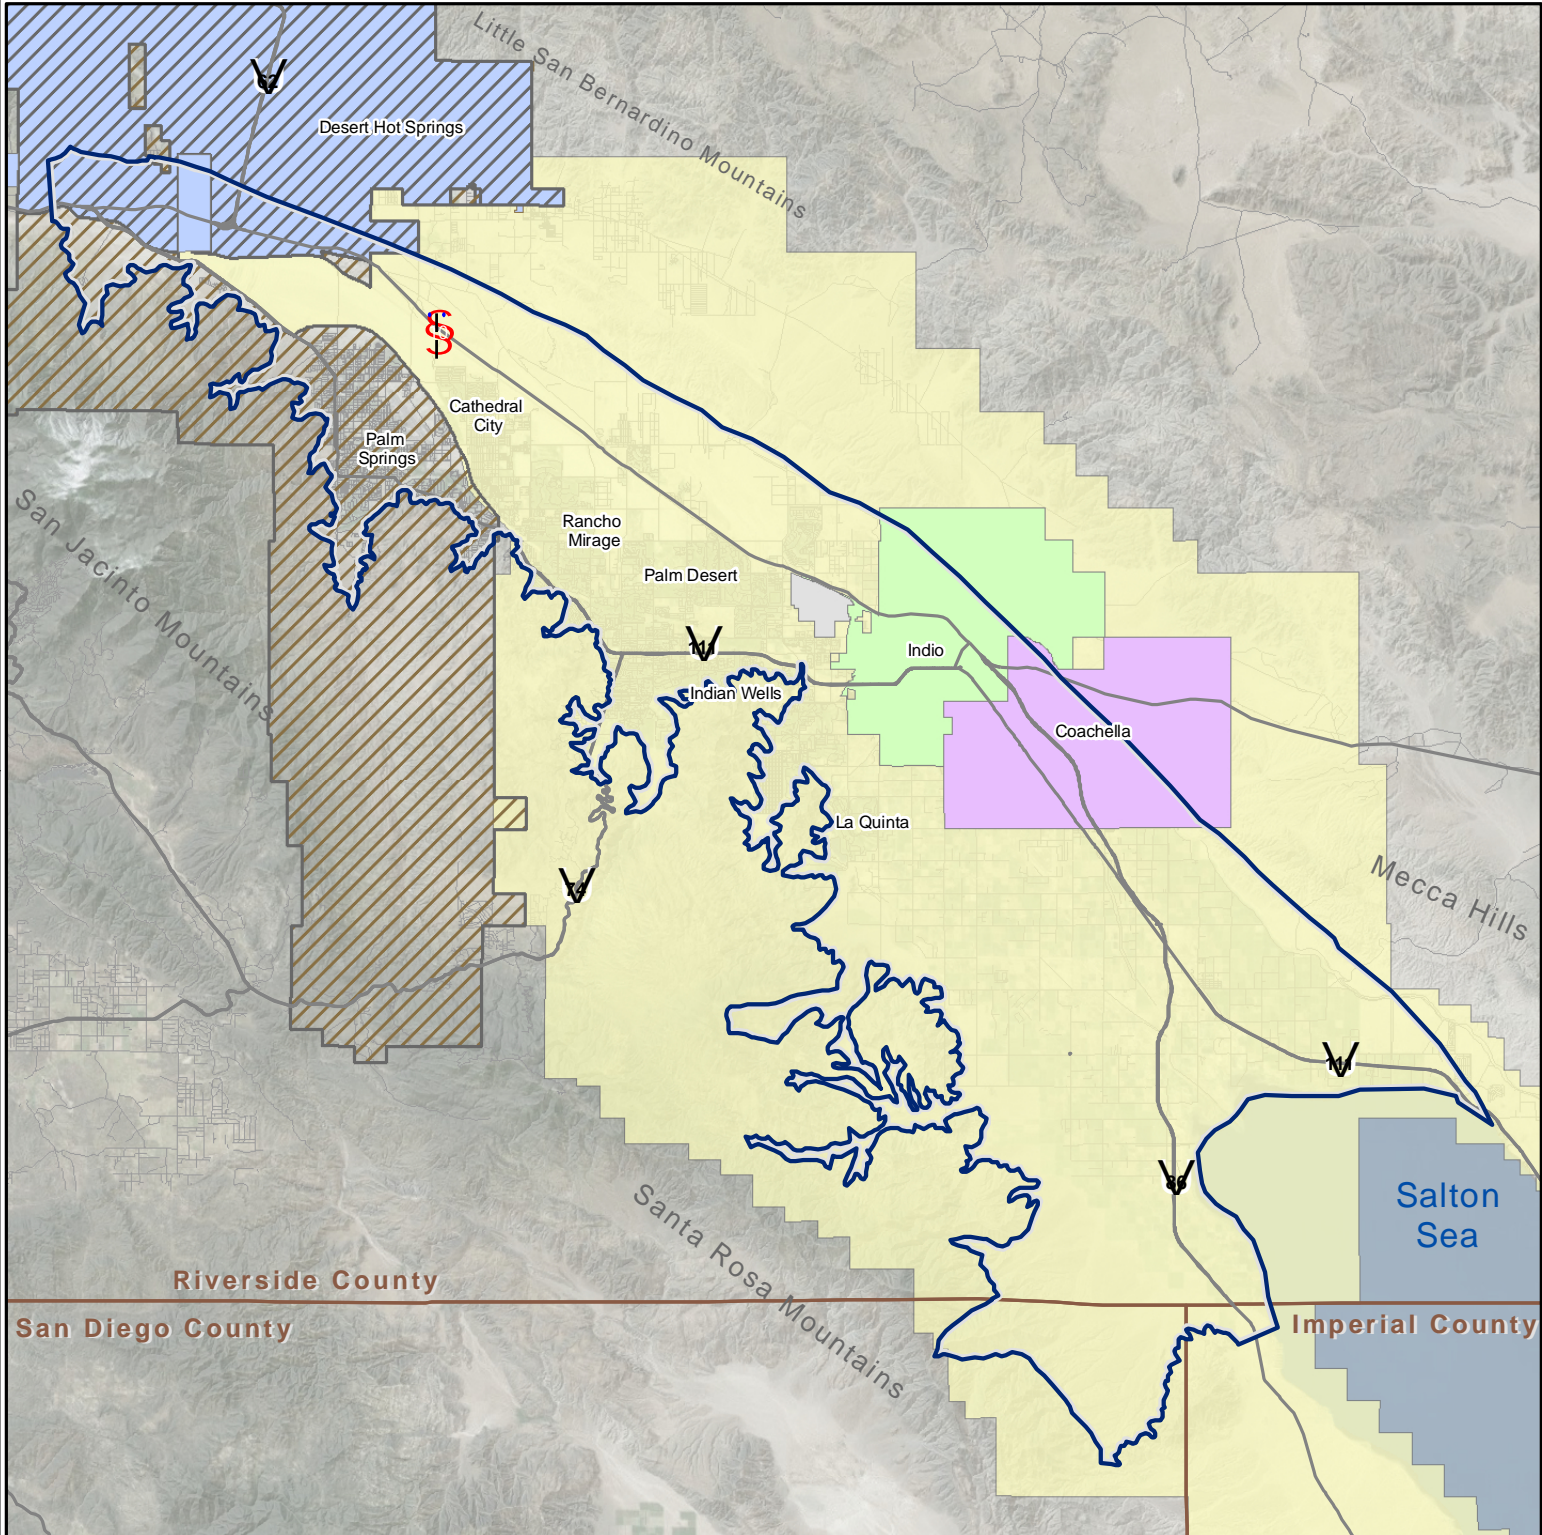 Little San Bernardino Mountains
62
Desert Hot Springs
Cathedral
City
Palm
Springs
San Jacinto Mountains
Rancho
Mirage
Palm Desert
111
Indio
Indian Wells
Coachella
La Quinta
74
Mecca Hills
111
86
Salton
Sea
Santa Rosa Mountains
Riverside County
San Diego County
Imperial County